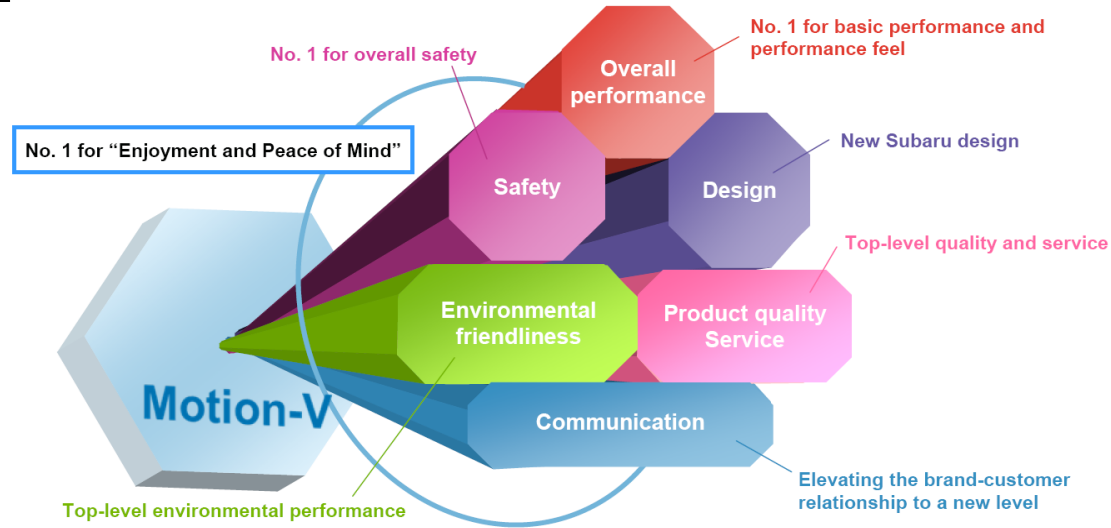 No. 1 for basic performance and
performance feel
No. 1 for overall safety
Overall
performance
No. 1 for “Enjoyment and Peace of Mind”
New Subaru design
Safety
Design
Top-level quality and service
Environmental
friendliness
Product quality
Service
Motion-V
Communication
Elevating the brand-customer
relationship to a new level
Top-level environmental performance